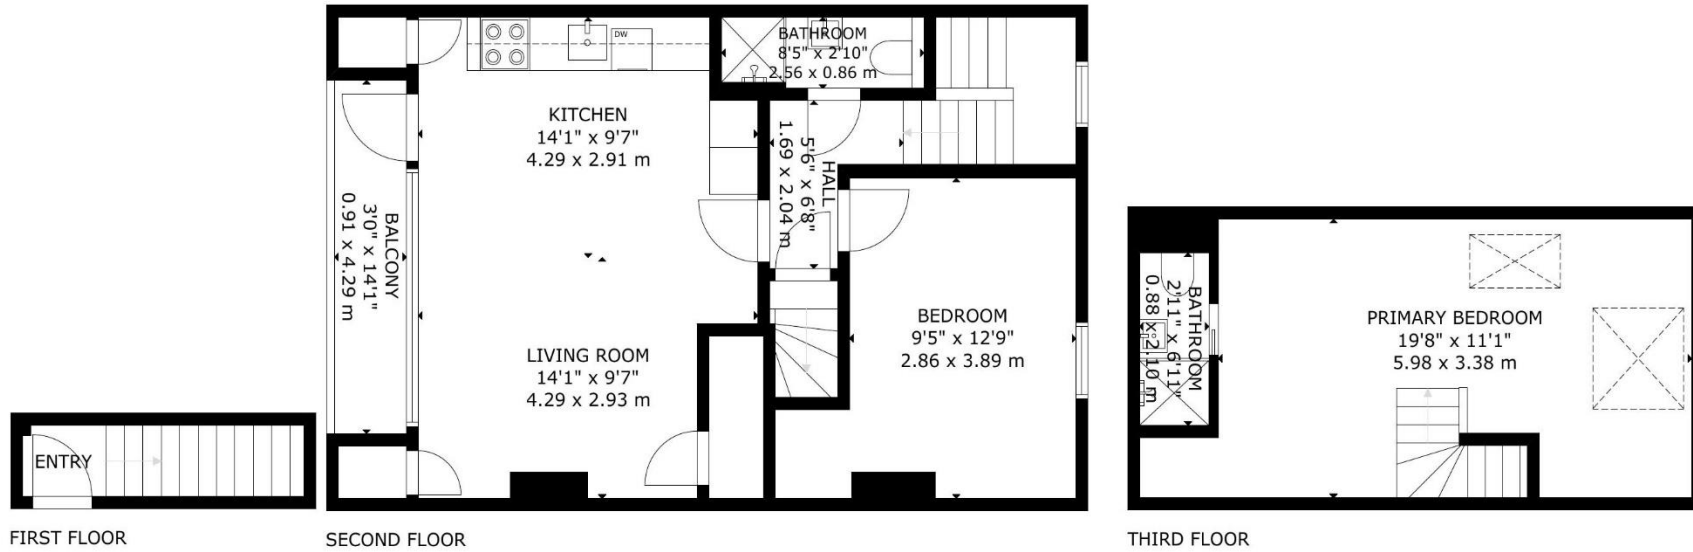 ENTRY
FIRST FLOOR
BALCONY
3'0" x 14'1"
0.91 x 4.29 m
KITCHEN
14'1" x 9'7"
4.29 x 2.91 m
DW
LIVING ROOM
14'1" x 9'7"
4.29 x 2.93 m
BATHROOM
8'5" x 2'10"
2.56 x 0.86 m
HALL
5'6" x 6'8"
1.69 x 2.04 m
BEDROOM
9'5" x 12'9"
2.86 x 3.89 m
SECOND FLOOR
BATHROOM
2'11" x 6'11"
0.88 x 2.10 m
PRIMARY BEDROOM
19'8" x 11'1"
5.98 x 3.38 m
THIRD FLOOR